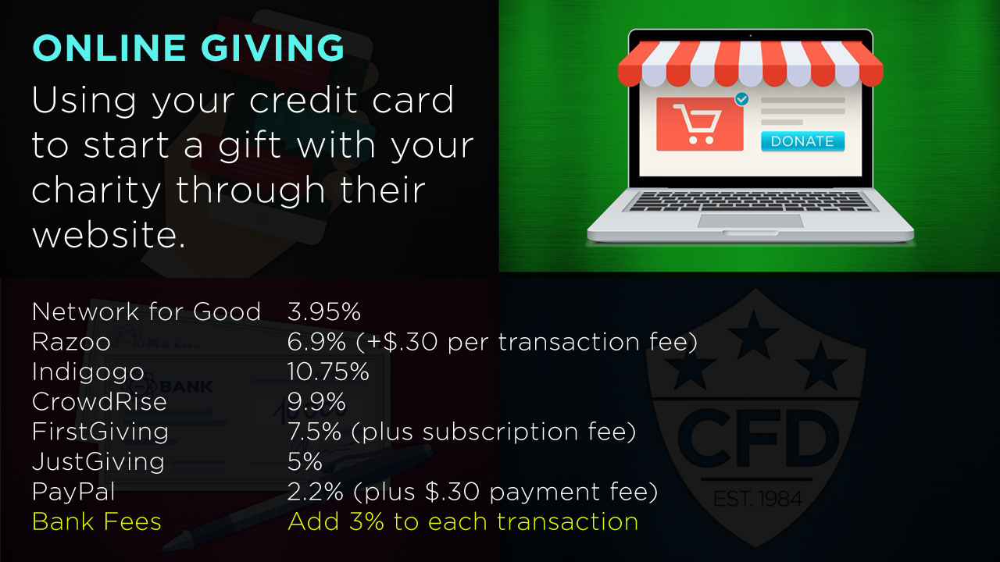 ONLINE GIVING
Using your credit card
to start a gift with your
charity through their
website.
DONATE
Network for Good 3.95%
Razoo 6.9% (+$.30 per transaction fee)
Indigogo 10.75%
CrowdRise 9.9%
FirstGiving 7.5% (plus subscription fee)
JustGiving 5%
PayPal 2.2% (plus $.30 payment fee)
Bank Fees Add 3% to each transaction
BANK
BANK
CFD
EST. 1984